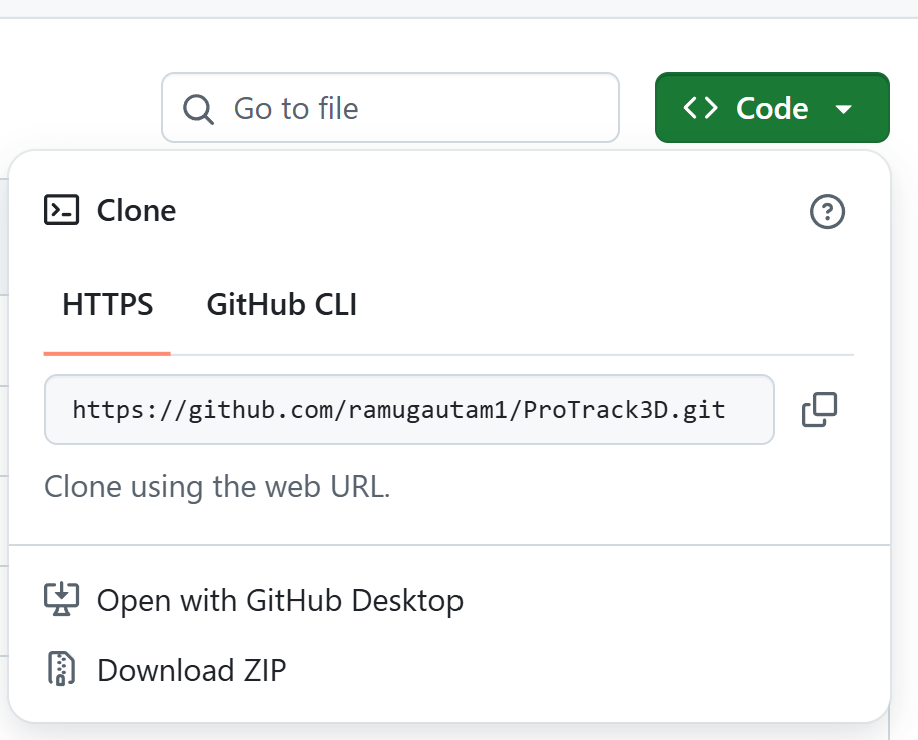 Go to file
Code
Clone
HTTPS
GitHub CLI
https://github.com/ramugautam1/ProTrack3D.git
Clone using the web URL.
Open with GitHub Desktop
Download ZIP